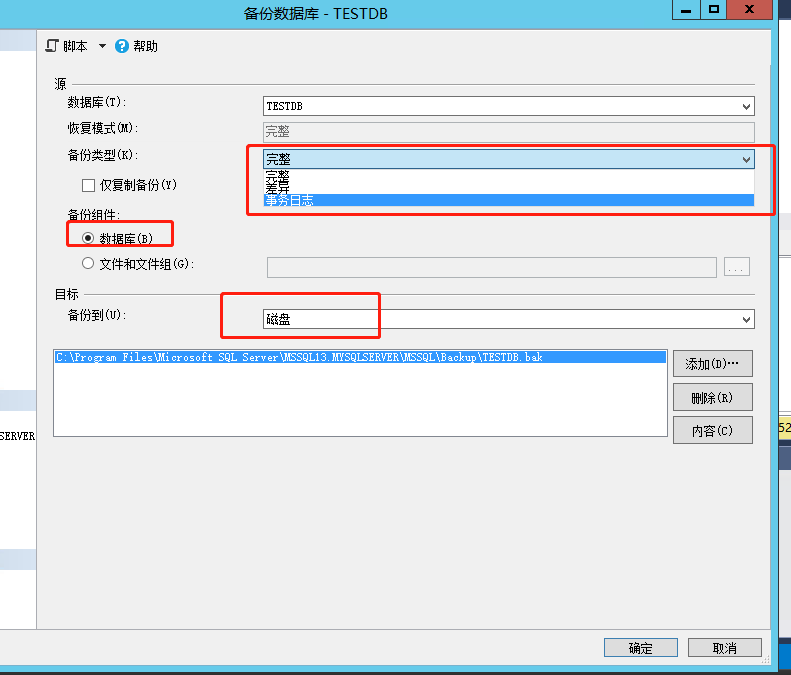 备份数据库 - TESTDB
脚本 帮助
源
数据库(T): TESTDB
恢复模式(M): 完整
备份类型(K): 完整
完整
差异
仅复制备份(Y)
事务日志
备份组件:
数据库(B)
文件和文件组(G): ...
目标
备份到(U): 磁盘
C:\Program Files\Microsoft SQL Server\MSSQL13.MYSQLSERVER\MSSQL\Backup\TESTDB.bak
添加(D)…
删除(R)
内容(C)
SERVER
52
确定 取消